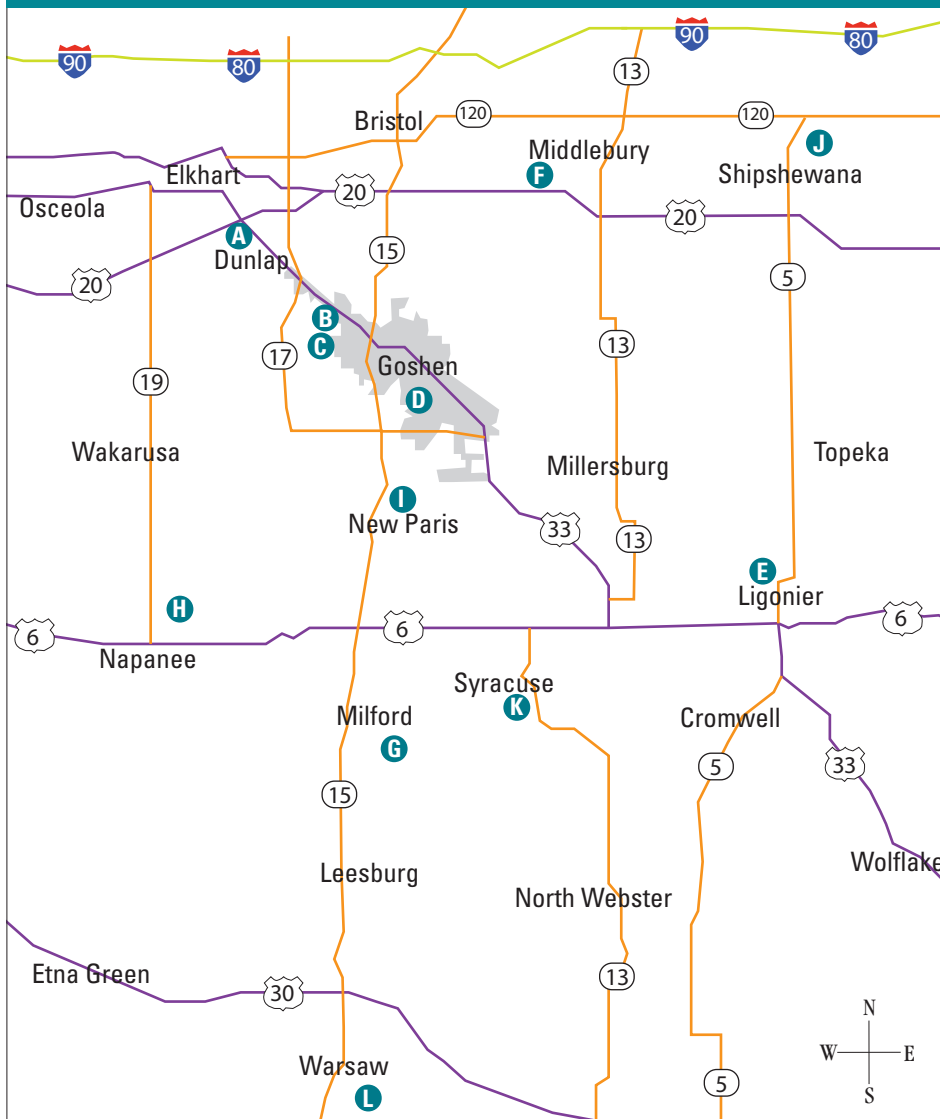 90
80
90
80
13
120
120
Bristol
Middlebury
J
F
Shipshewana
Elkhart
20
Osceola
20
A
Dunlap
15
20
5
B
C
17
13
Goshen
19
D
Wakarusa
Millersburg
Topeka
I
New Paris
33
13
E
Ligonier
H
6
6
6
Napanee
Syracuse
K
Milford
Cromwell
G
5
33
15
Leesburg
Wolflake
North Webster
Etna Green
13
30
N
W
E
S
Warsaw
5
L